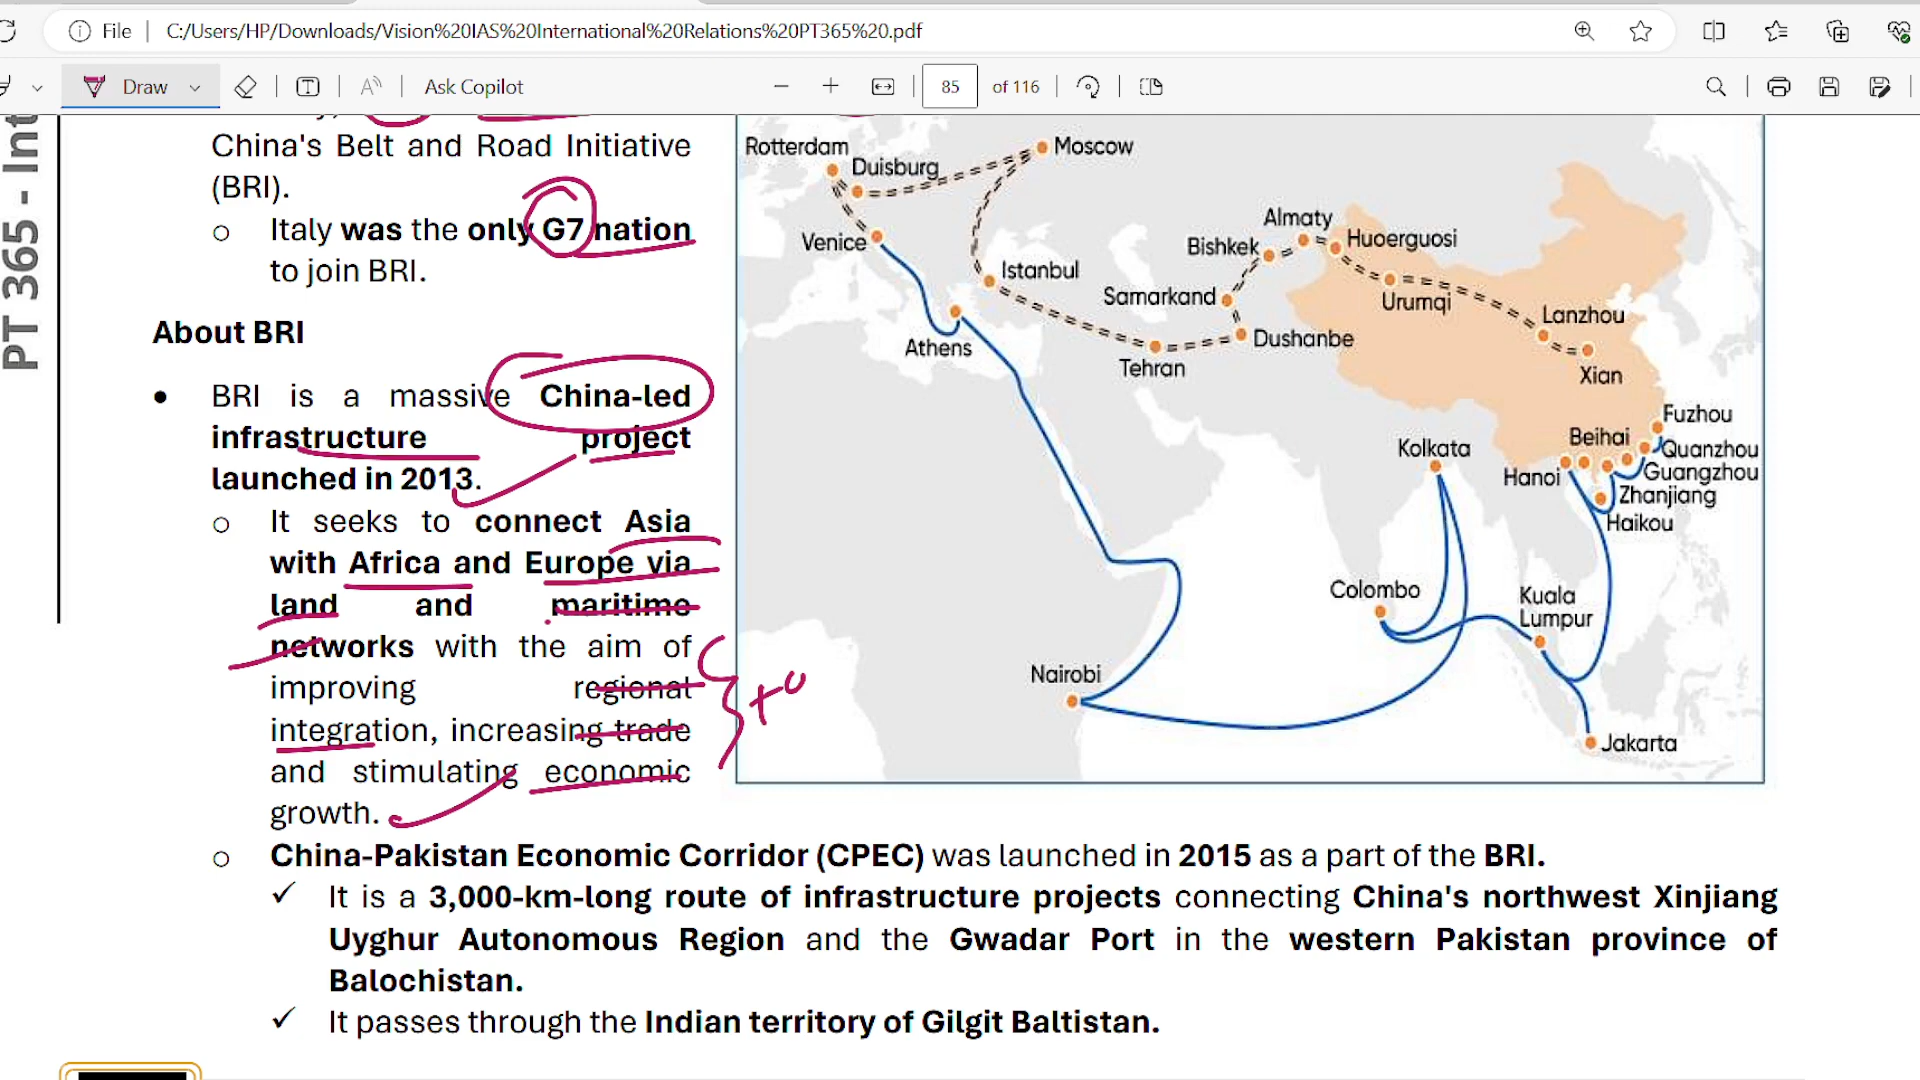 File
C:/Users/HP/Downloads/Vision%20IAS%20International%20Relations%20PT365%20.pdf
Draw
Ask Copilot
85
of 116
PT 365 - Int
China's Belt and Road Initiative
(BRI).
Italy was the only G7 nation
to join BRI.
About BRI
BRI is a massive China-led
infrastructure project
launched in 2013.
It seeks to connect Asia
with Africa and Europe via
land and maritime
networks with the aim of
improving regional
integration, increasing trade
and stimulating economic
growth.
Rotterdam
Duisburg
Moscow
Venice
Almaty
Bishkek
Huoerguosi
Istanbul
Samarkand
Urumqi
Lanzhou
Athens
Dushanbe
Tehran
Xian
Fuzhou
Beihai
Kolkata
Quanzhou
Hanoi
Guangzhou
Zhanjiang
Haikou
Colombo
Kuala
Lumpur
Nairobi
Jakarta
China-Pakistan Economic Corridor (CPEC) was launched in 2015 as a part of the BRI.
It is a 3,000-km-long route of infrastructure projects connecting China's northwest Xinjiang
Uyghur Autonomous Region and the Gwadar Port in the western Pakistan province of
Balochistan.
It passes through the Indian territory of Gilgit Baltistan.